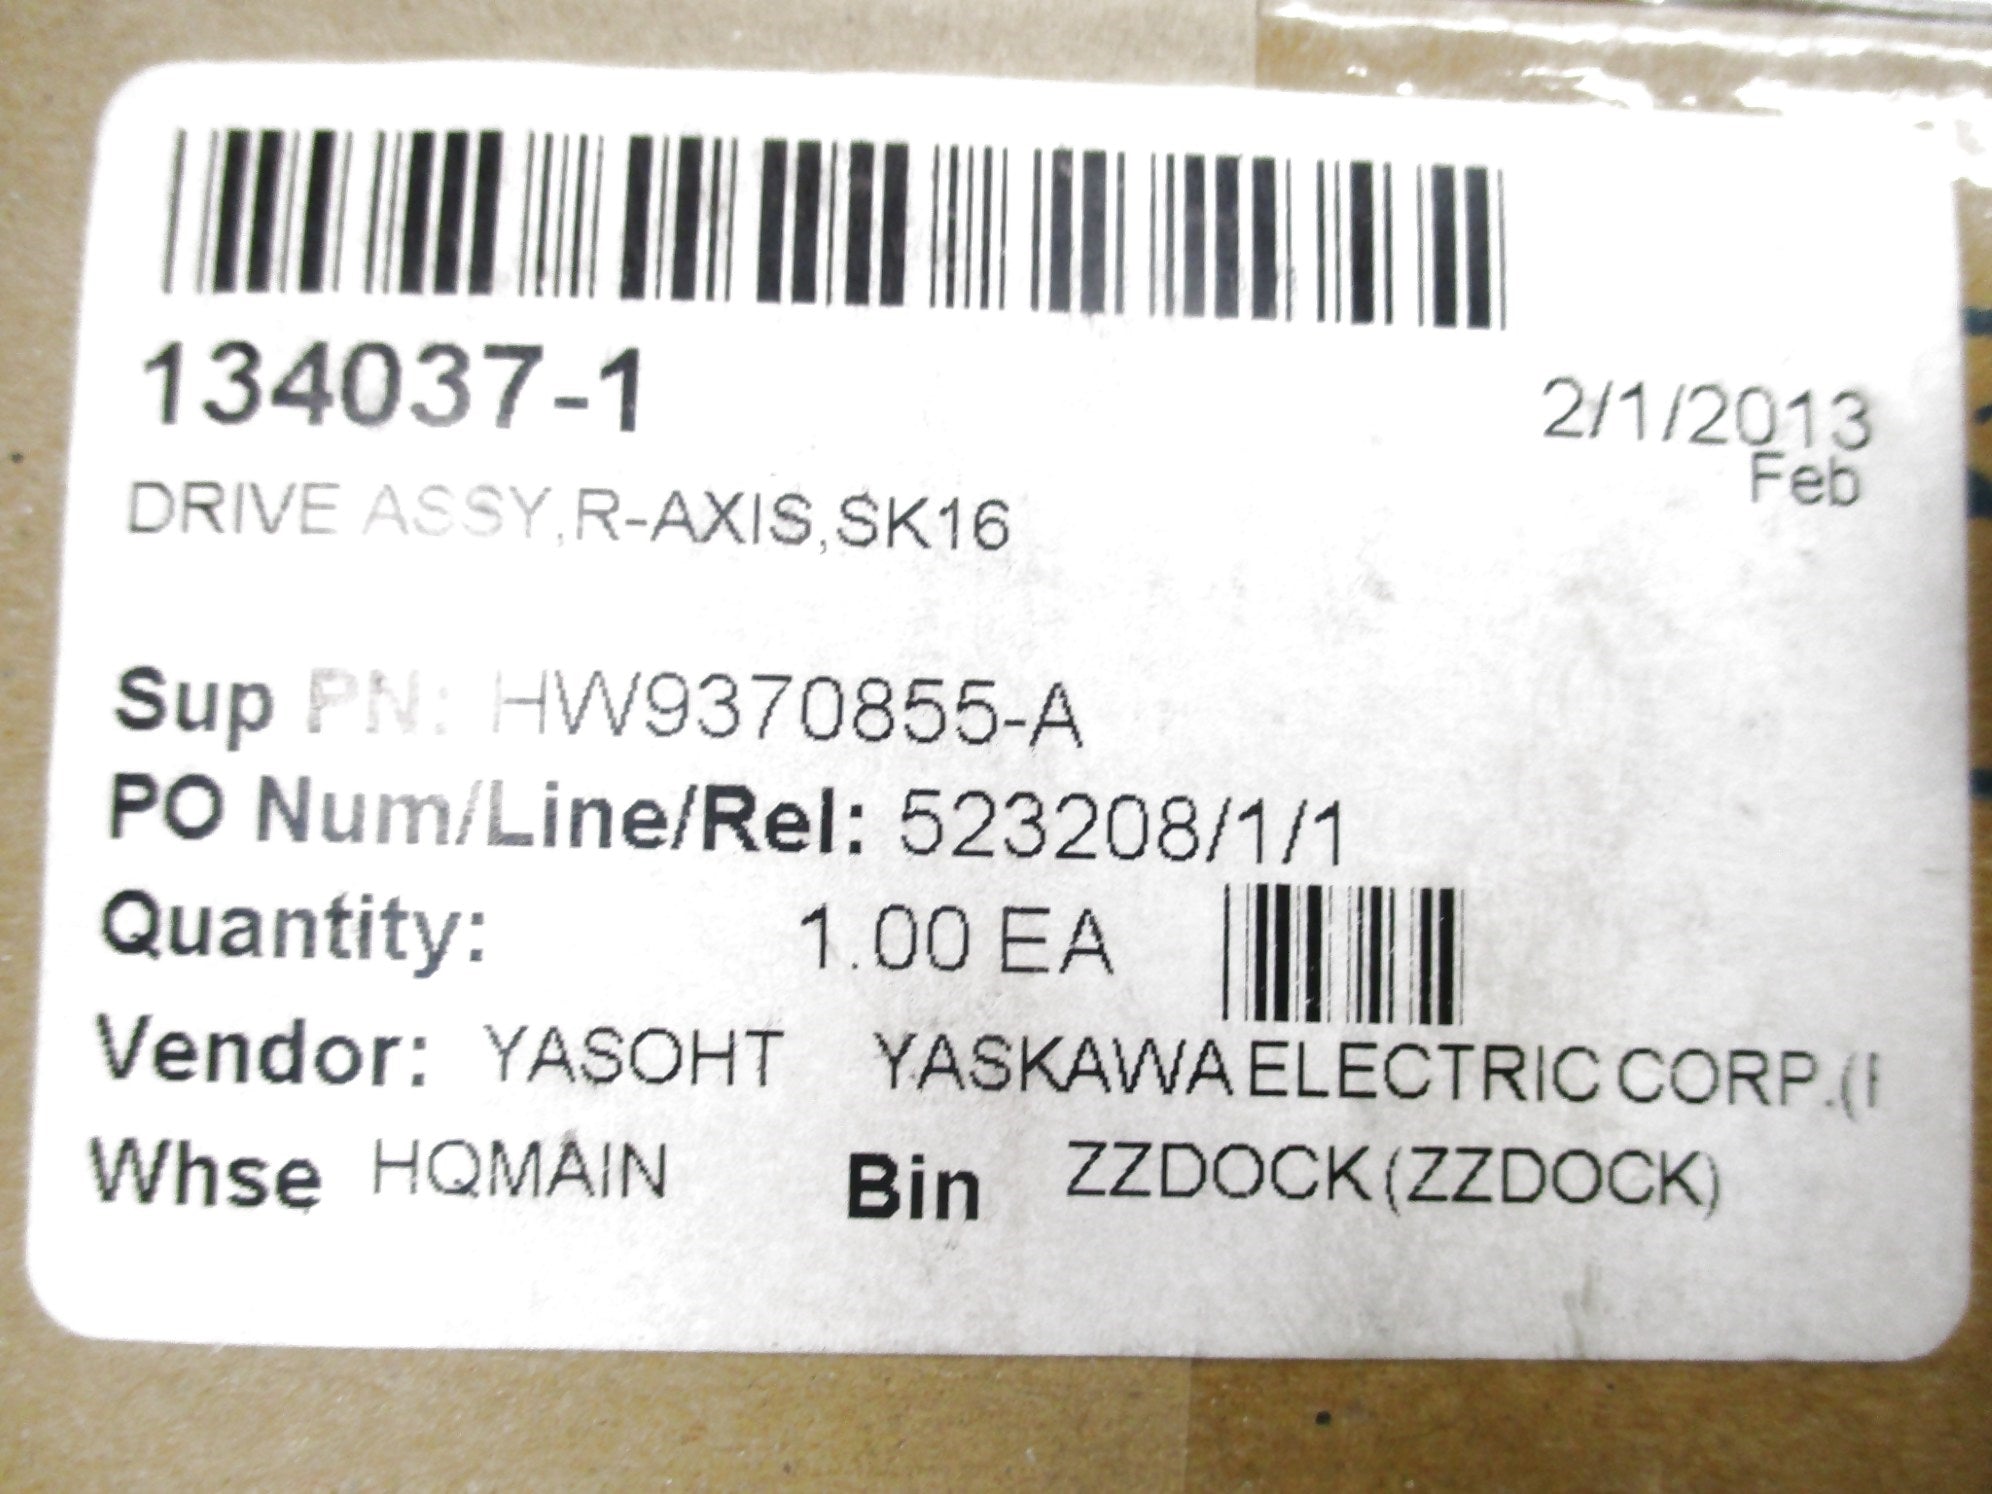 134037-1
2/1/2013
Feb
DRIVE ASSY,R-AXIS,SK16
Sup PN: HW9370855-A
PO Num/Line/Rel: 523208/1/1
Quantity: 1.00 EA
Vendor: YASOHT YASKAWA ELECTRIC CORP.(
Whse HQMAIN Bin ZZDOCK(ZZDOCK)